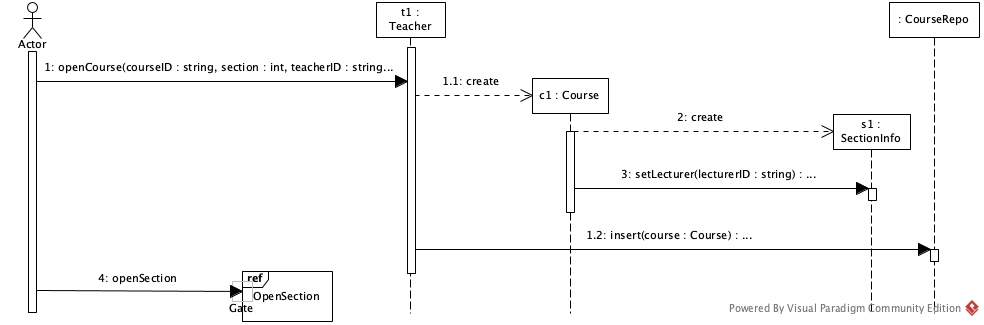 t1 :
Teacher
: CourseRepo
Actor
1: openCourse(courseID : string, section : int, teacherID : string...
1.1: create
c1 : Course
2: create
s1 :
SectionInfo
3: setLecturer(lecturerID : string) : ...
1.2: insert(course : Course) : ...
4: openSection
ref
OpenSection
Gate
Powered By Visual Paradigm Community Edition